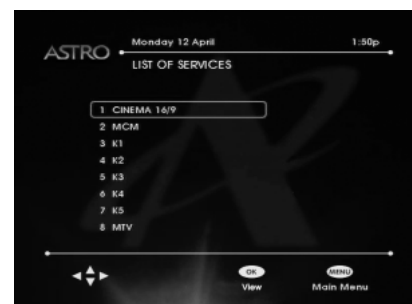 ASTRO
Monday 12 April 1:50p
LIST OF SERVICES
1 CINEMA 16/9
2 MCM
3 K1
4 K2
5 K3
6 K4
7 K5
8 MTV
OK MENU
View Main Menu